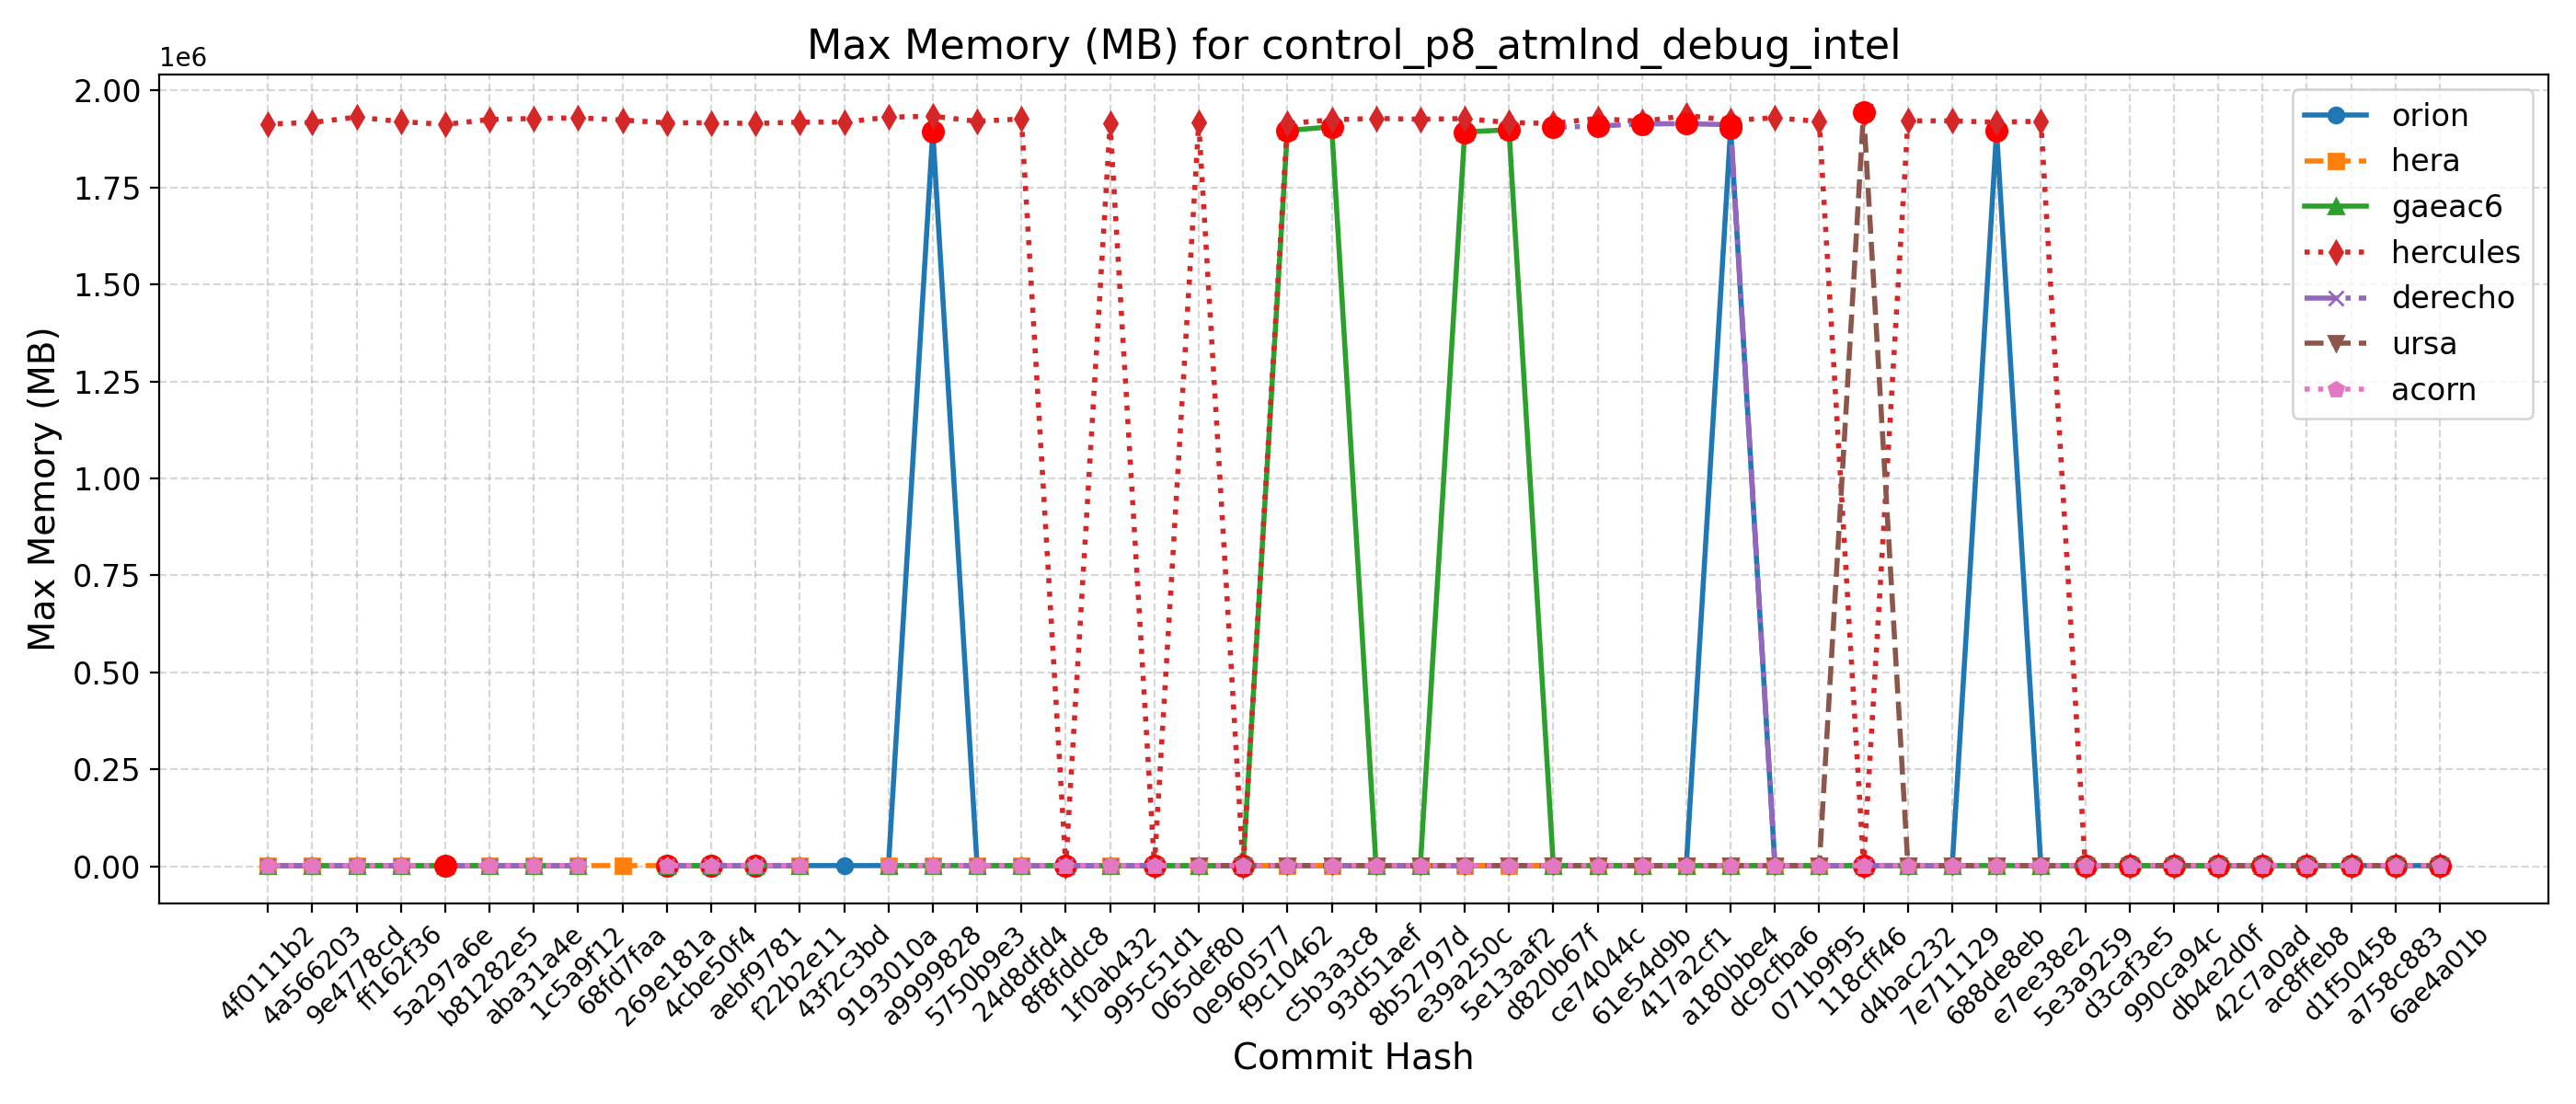 Max Memory (MB) for control_p8_atmlnd_debug_intel
1e6
2.00
1.75
1.50
1.25
1.00
0.75
0.50
0.25
0.00
Max Memory (MB)
orion
hera
gaeac6
hercules
derecho
ursa
acorn
4f0111b2
4a566203
9e4778cd
ff162f36
5a297a6e
b81282e5
aba31a4e
1c5a9f12
68fd7faa
269e181a
4cbe50f4
aebf9781
f22b2e11
43f2c3bd
9193010a
a9999828
5750b9e3
24d8dfd4
8f8fddc8
1f0ab432
995c51d1
065def80
0e960577
f9c10462
c5b3a3c8
93d51aef
8b52797d
e39a250c
5e13aaf2
d820b67f
ce74044c
61e54d9b
417a2cf1
a180bbe4
dc9cfba6
071b9f95
118cff46
d4bac232
7e711129
688de8eb
e7ee38e2
5e3a9259
d3caf3e5
990ca94c
db4e2d0f
42c7a0ad
ac8ffeb8
d1f50458
a758c883
6ae4a01b
Commit Hash